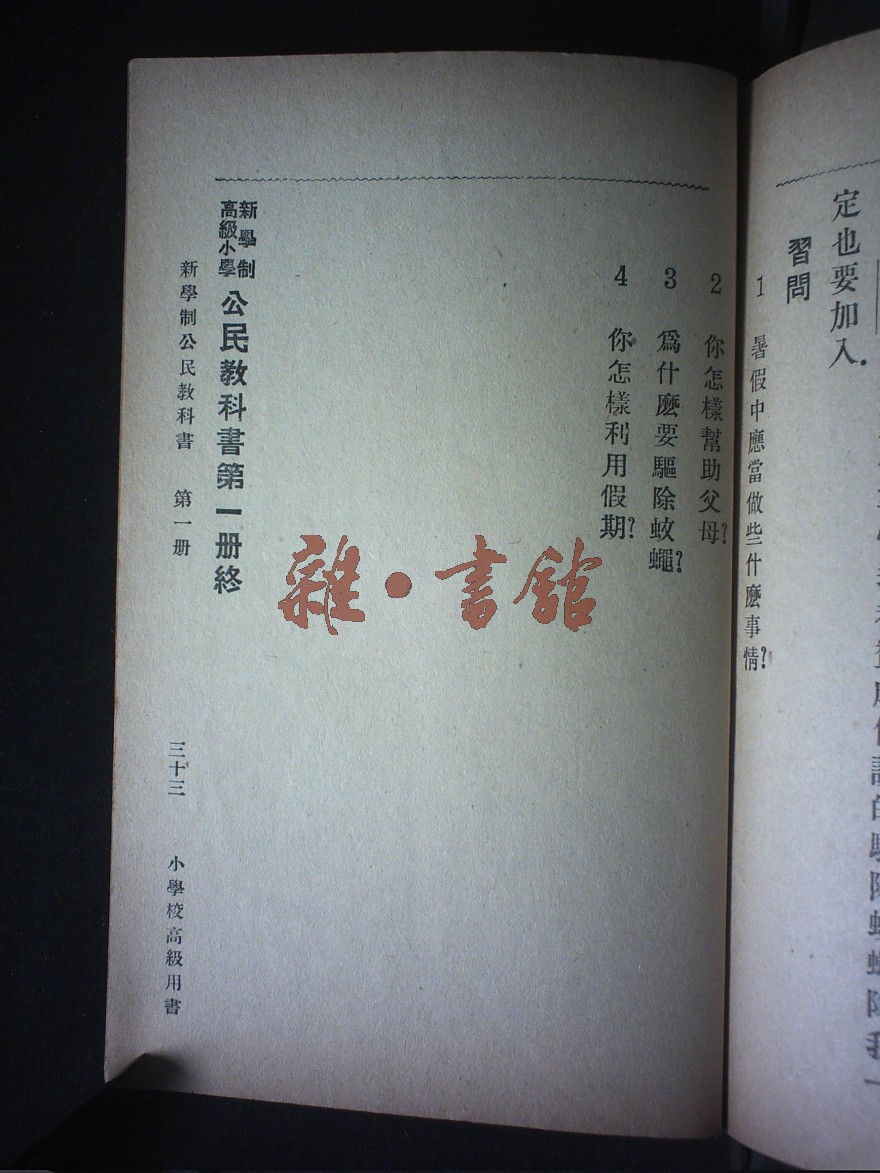 定也要加入.
習問
1 暑假中應當做些什麽事情?
2 你怎樣幫助父母?
3 爲什麽要驅除蚊蠅?
4 你怎樣利用假期?
新學制
高級小學
公民教科書第一册終
新學制公民教科書 第一册 三十三 小學校高級用書
雜·書館